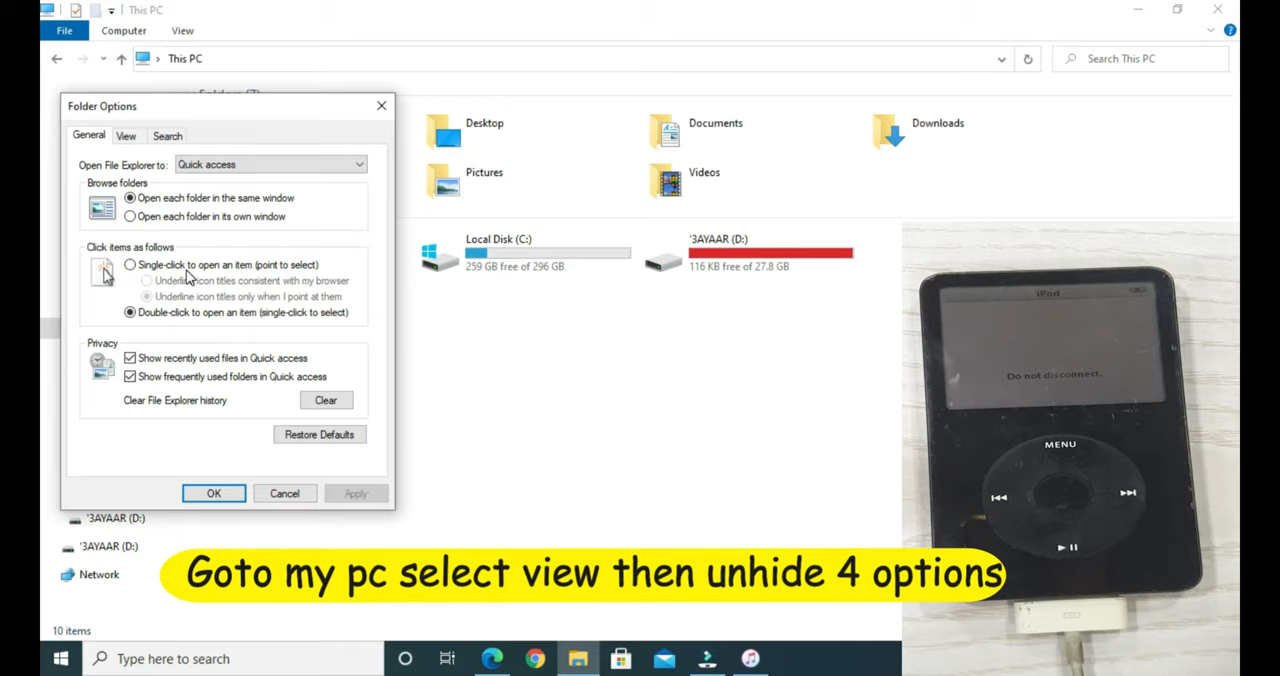 This PC
File Computer View
This PC
Search This PC
Folder Options
General View Search
Open File Explorer to: Quick access
Browse folders
Open each folder in the same window
Open each folder in its own window
Click items as follows
Single-click to open an item (point to select)
Underline icon titles consistent with my browser
Underline icon titles only when I point at them
Double-click to open an item (single-click to select)
Privacy
Show recently used files in Quick access
Show frequently used folders in Quick access
Clear File Explorer history Clear
Restore Defaults
OK Cancel Apply
Desktop Documents Downloads
Pictures Videos
Local Disk (C:)
259 GB free of 296 GB
'3AYAAR (D:)
116 KB free of 27.8 GB
'3AYAAR (D:)
'3AYAAR (D:)
Network
10 items
Type here to search
Goto my pc select view then unhide 4 options
iPod
Do not disconnect.
MENU